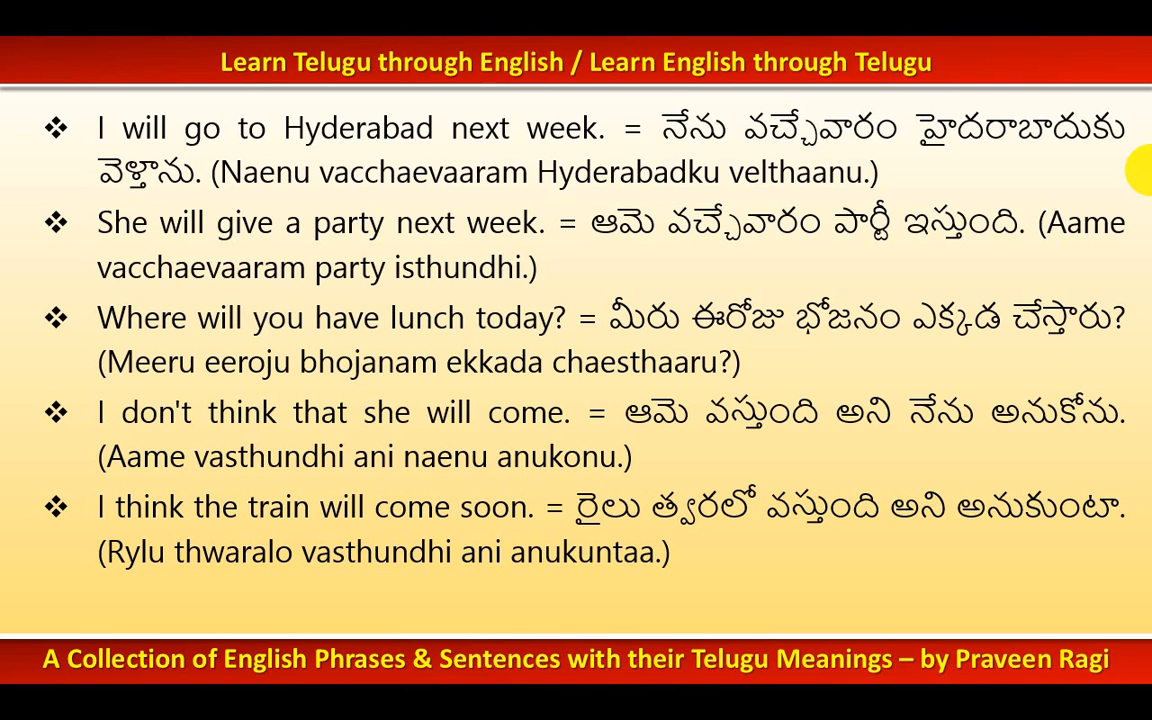 Learn Telugu through English / Learn English through Telugu
❖ I will go to Hyderabad next week. = నేను వచ్చేవారం హైదరాబాదుకు
వెళ్తాను. (Naenu vacchaevaaram Hyderabadku velthaanu.)
❖ She will give a party next week. = ఆమె వచ్చేవారం పార్టీ ఇస్తుంది. (Aame
vacchaevaaram party isthundhi.)
❖ Where will you have lunch today? = మీరు ఈరోజు భోజనం ఎక్కడ చేస్తారు?
(Meeru eeroju bhojanam ekkada chaesthaaru?)
❖ I don't think that she will come. = ఆమె వస్తుంది అని నేను అనుకోను.
(Aame vasthundhi ani naenu anukonu.)
❖ I think the train will come soon. = రైలు త్వరలో వస్తుంది అని అనుకుంటా.
(Rylu thwaralo vasthundhi ani anukuntaa.)
A Collection of English Phrases & Sentences with their Telugu Meanings – by Praveen Ragi